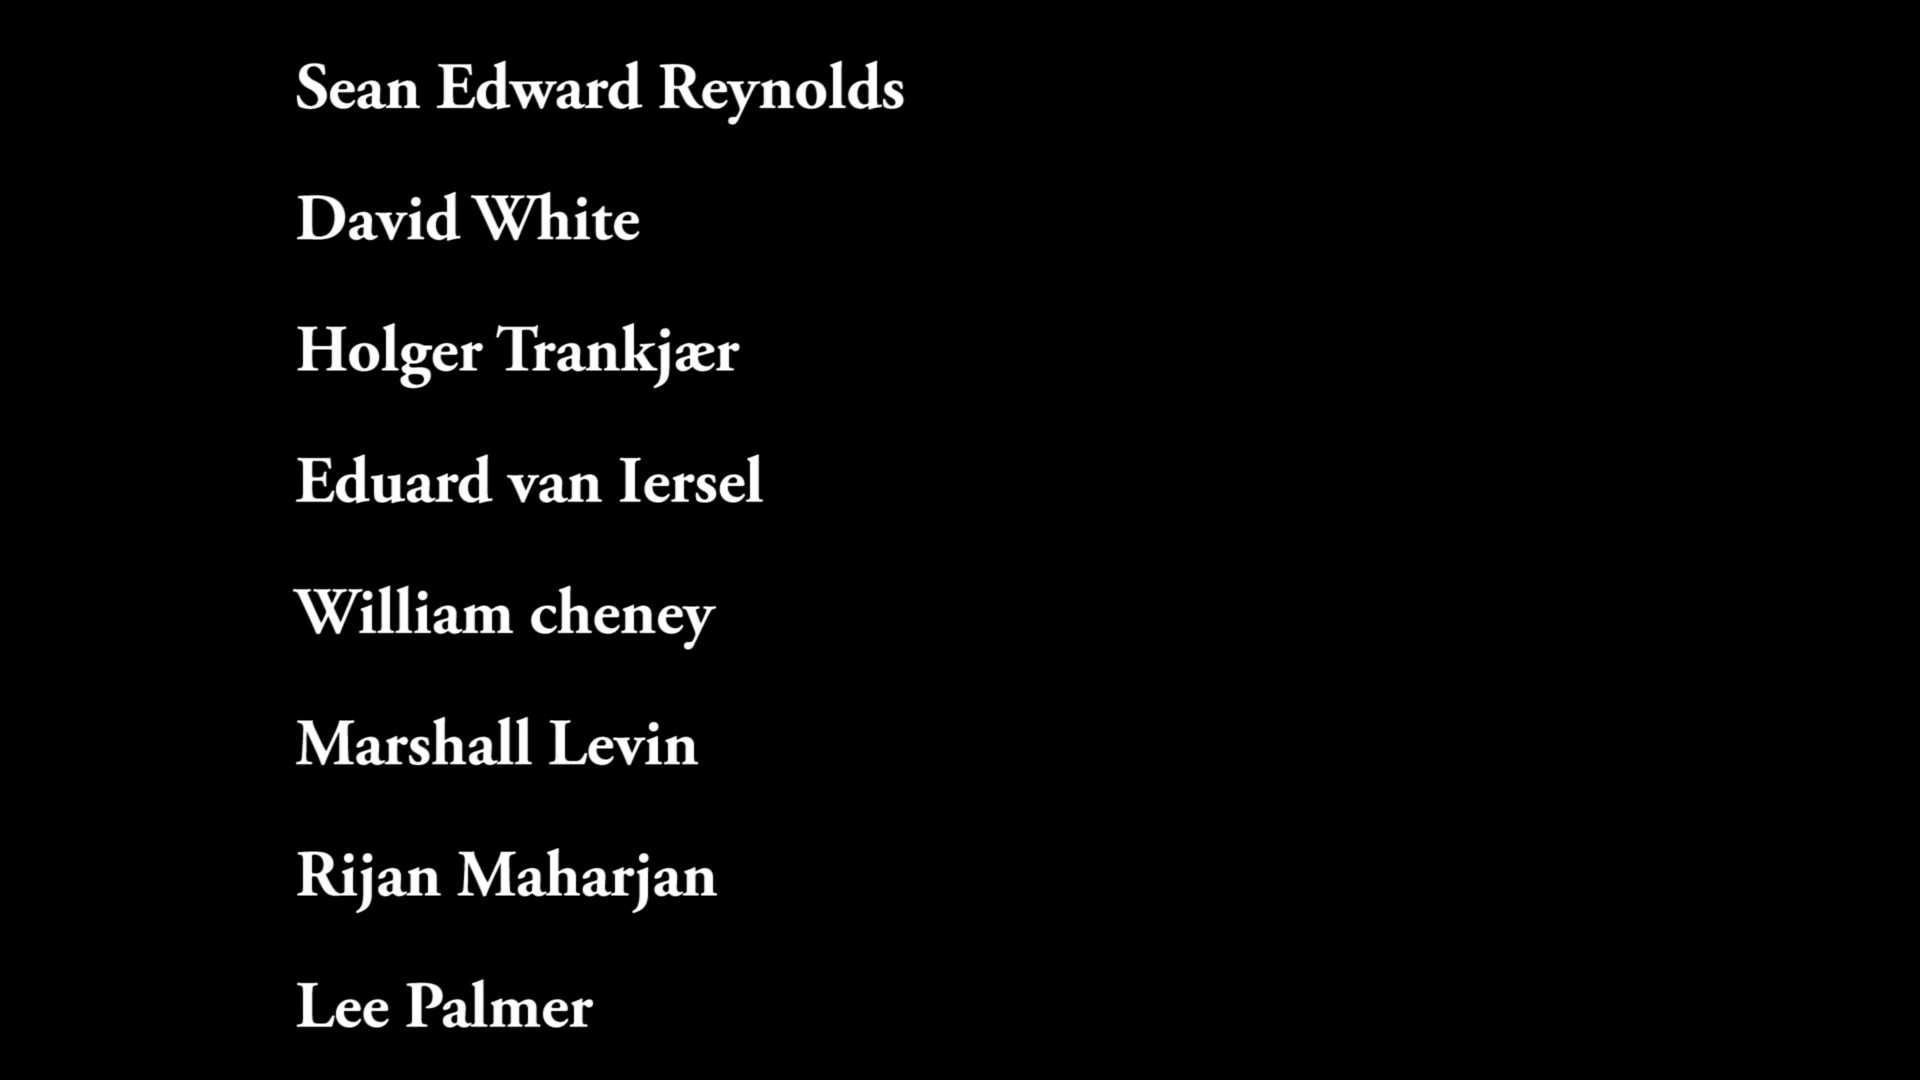 Sean Edward Reynolds
David White
Holger Trankjær
Eduard van Iersel
William cheney
Marshall Levin
Rijan Maharjan
Lee Palmer